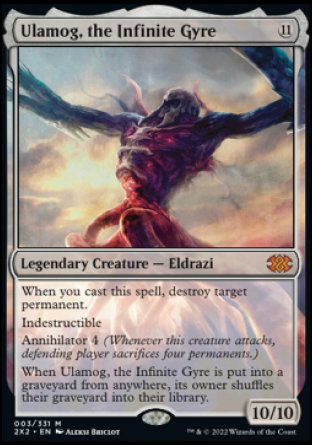 Ulamog, the Infinite Gyre 11
Legendary Creature — Eldrazi
When you cast this spell, destroy target
permanent.
Indestructible
Annihilator 4 (Whenever this creature attacks,
defending player sacrifices four permanents.)
When Ulamog, the Infinite Gyre is put into a
graveyard from anywhere, its owner shuffles
their graveyard into their library.
10/10
003/331 M
2X2 • EN Aleksi Briclot
™ & © 2022 Wizards of the Coast